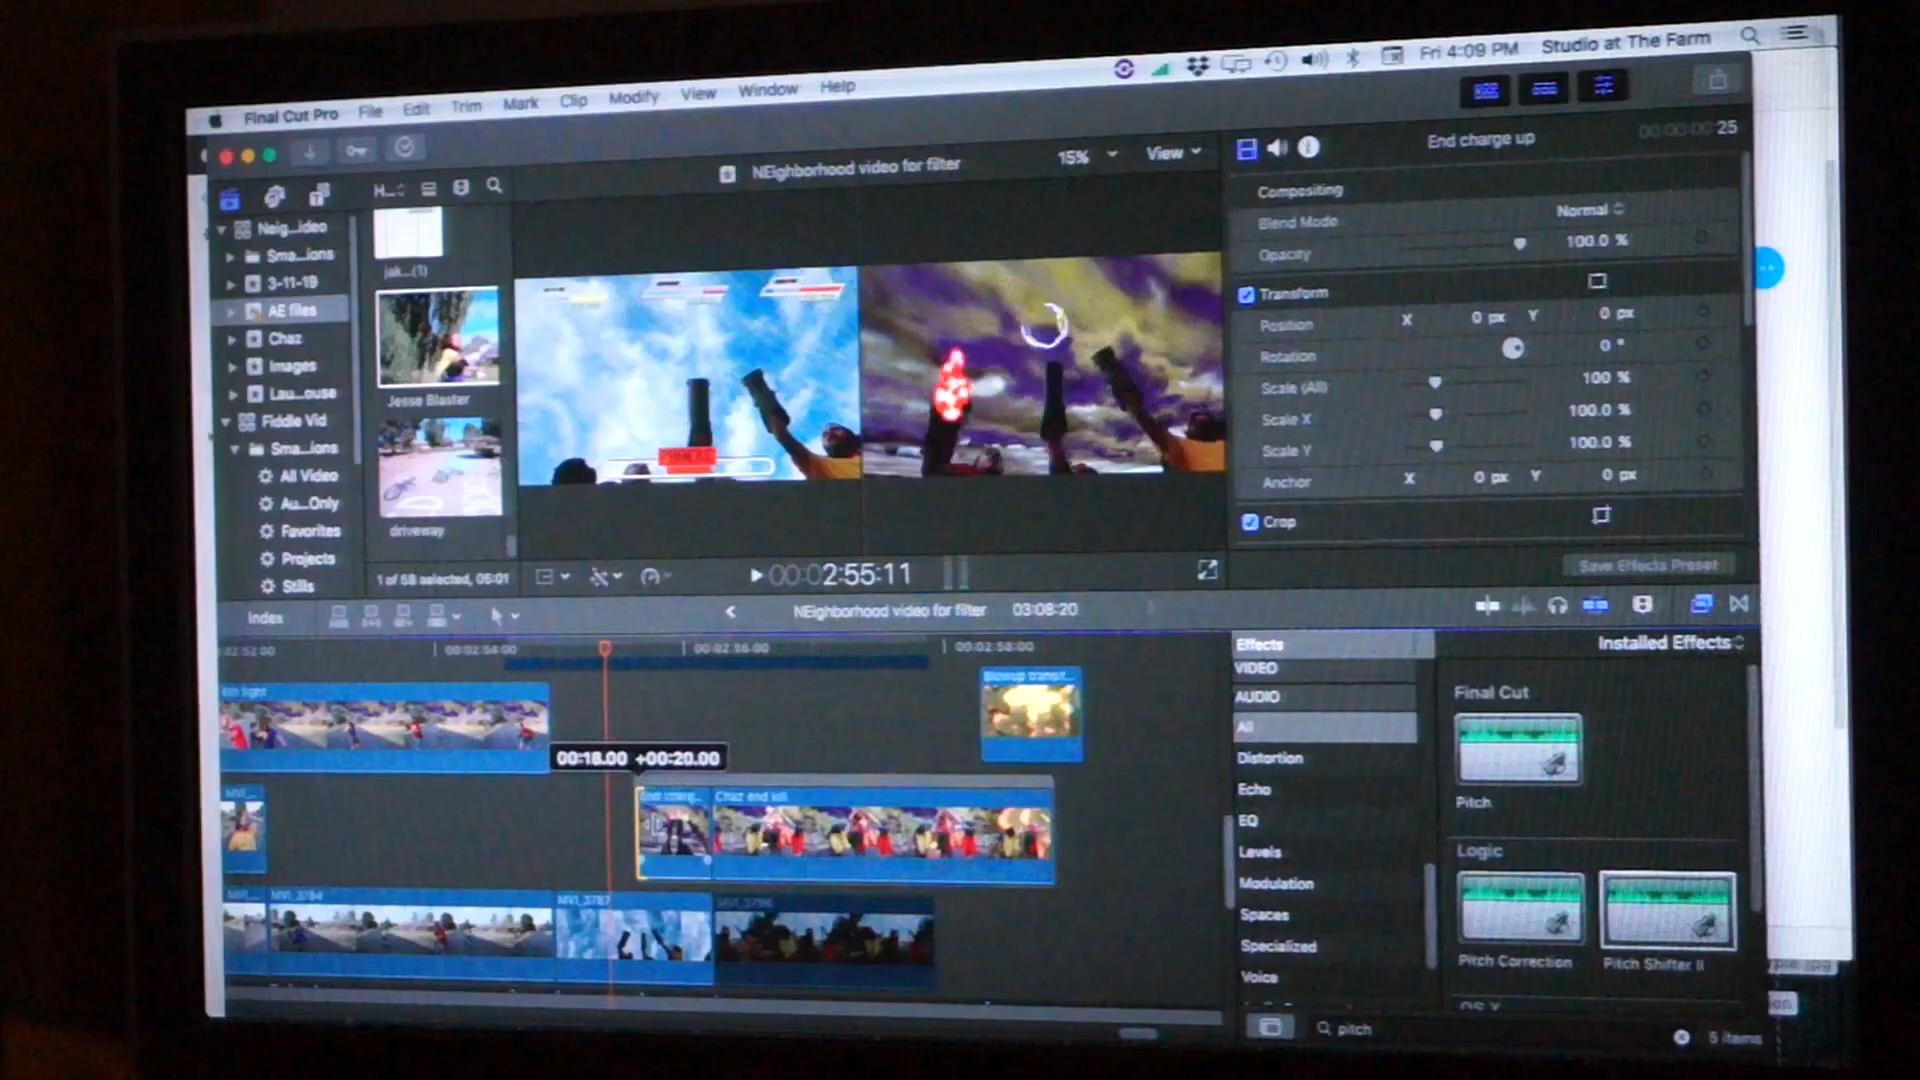 Final Cut Pro File Edit Trim Mark Clip Modify View Window Help Fri 4:09 PM Studio at The Farm
NEighborhood video for filter 15% View
End charge up 00:00:00:25
H...
Neig...ideo
Sma...ions
3-11-19
AE files
Chaz
Images
Lau...ouse
Fiddle Vid
Sma...ions
All Video
Au...Only
Favorites
Projects
Stills
jak...(1)
Jesse Blaster
driveway
1 of 58 selected, 05:01
00:02:55:11
Compositing
Blend Mode Normal
Opacity 100.0 %
Transform
Position X 0 px Y 0 px
Rotation 0 °
Scale (All) 100 %
Scale X 100.0 %
Scale Y 100.0 %
Anchor X 0 px Y 0 px
Crop
Save Effects Preset
Index
NEighborhood video for filter 03:08:20
00:02:54:00 00:02:56:00 00:02:58:00
00:18.00 +00:20.00
Chaz end kill
MVI_
MVI_3784 MVI_3787 MVI_3796
Effects Installed Effects
VIDEO
AUDIO
All
Distortion
Echo
EQ
Levels
Modulation
Spaces
Specialized
Voice
Final Cut
Pitch
Logic
Pitch Correction Pitch Shifter II
OS X
pitch 5 items